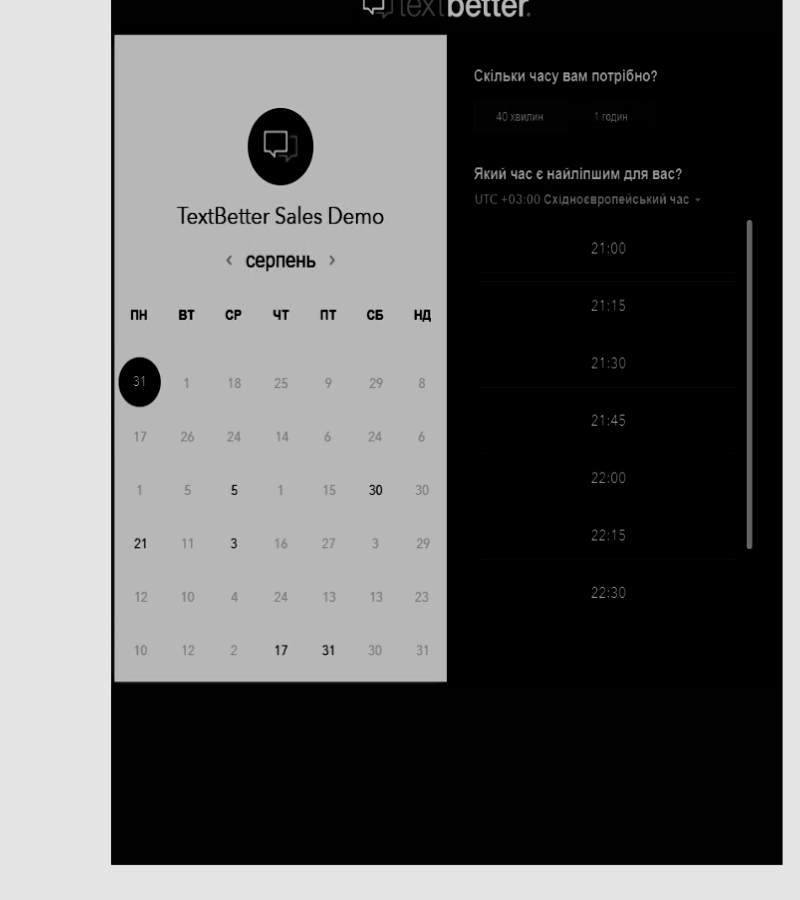 textbetter.
TextBetter Sales Demo
‹ серпень ›
ПН ВТ СР ЧТ ПТ СБ НД
31 1 18 25 9 29 8
17 26 24 14 6 24 6
1 5 5 1 15 30 30
21 11 3 16 27 3 29
12 10 4 24 13 13 23
10 12 2 17 31 30 31
Скільки часу вам потрібно?
40 хвилин 1 годин
Який час є найліпшим для вас?
UTC +03:00 Східноєвропейський час
21:00
21:15
21:30
21:45
22:00
22:15
22:30